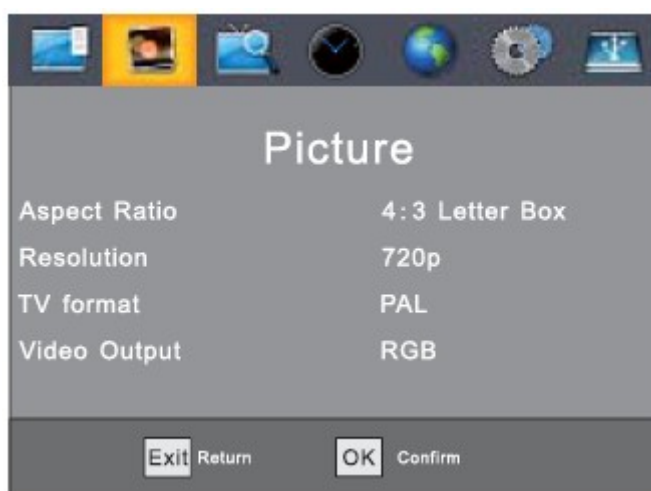 Picture
Aspect Ratio 4:3 Letter Box
Resolution 720p
TV format PAL
Video Output RGB
Exit Return OK Confirm